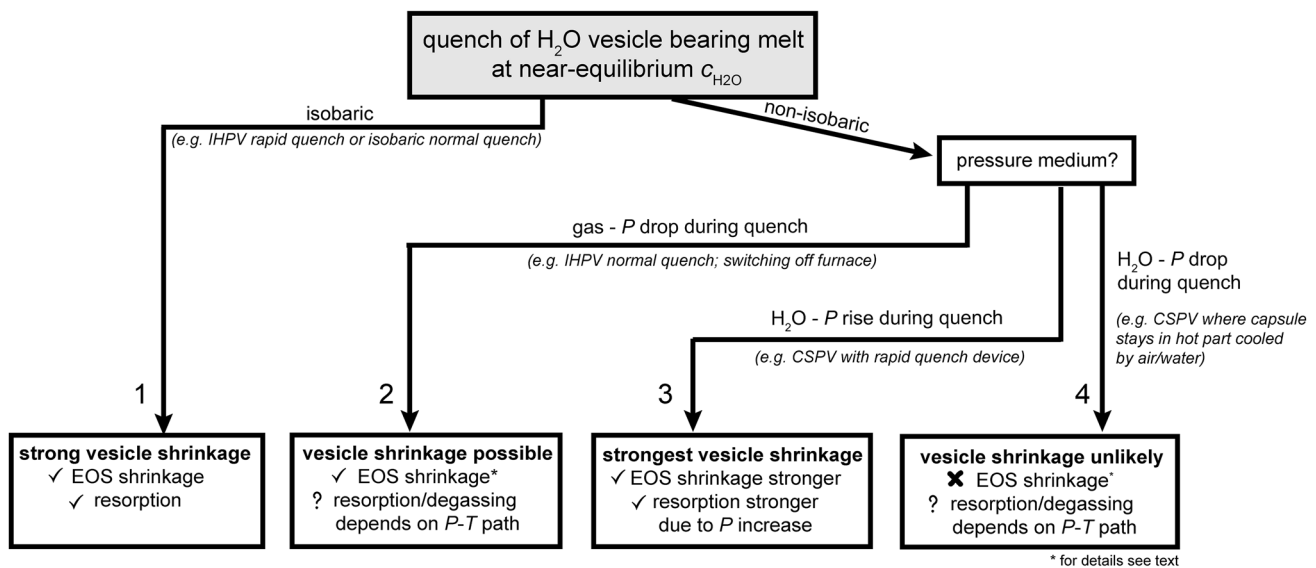 quench of H₂O vesicle bearing melt
at near-equilibrium c_H2O
isobaric
(e.g. IHPV rapid quench or isobaric normal quench)
non-isobaric
pressure medium?
gas - P drop during quench
(e.g. IHPV normal quench; switching off furnace)
H₂O - P rise during quench
(e.g. CSPV with rapid quench device)
H₂O - P drop
during quench
(e.g. CSPV where capsule
stays in hot part cooled
by air/water)
1
strong vesicle shrinkage
✓ EOS shrinkage
✓ resorption
2
vesicle shrinkage possible
✓ EOS shrinkage*
? resorption/degassing
depends on P-T path
3
strongest vesicle shrinkage
✓ EOS shrinkage stronger
✓ resorption stronger
due to P increase
4
vesicle shrinkage unlikely
✖ EOS shrinkage*
? resorption/degassing
depends on P-T path
* for details see text